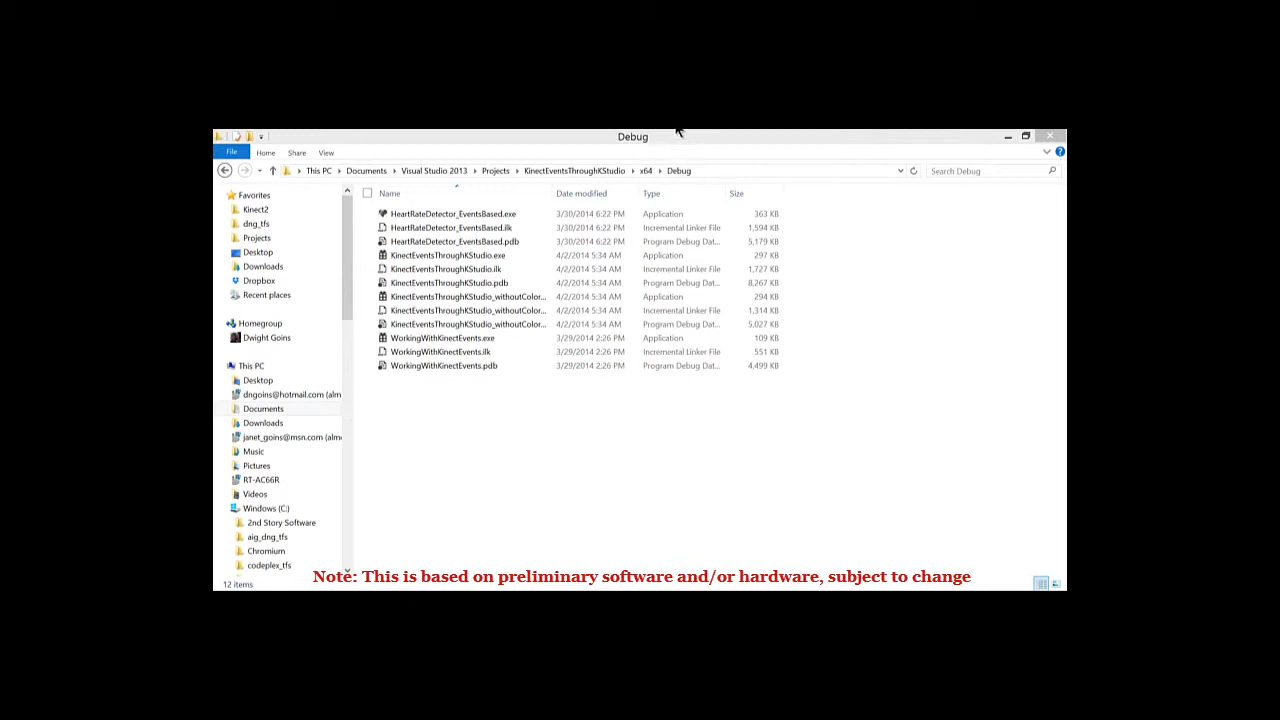 Debug
File Home Share View
This PC Documents Visual Studio 2013 Projects KinectEventsThroughKStudio x64 Debug Search Debug
Name Date modified Type Size
Favorites
Kinect2
dng_tfs
Projects
Desktop
Downloads
Dropbox
Recent places
Homegroup
Dwight Goins
This PC
Desktop
dngoins@hotmail.com (alm
Documents
Downloads
janet_goins@msn.com (alm
Music
Pictures
RT-AC66R
Videos
Windows (C:)
2nd Story Software
aig_dng_tfs
Chromium
codeplex_tfs
HeartRateDetector_EventsBased.exe 3/30/2014 6:22 PM Application 363 KB
HeartRateDetector_EventsBased.ilk 3/30/2014 6:22 PM Incremental Linker File 1,594 KB
HeartRateDetector_EventsBased.pdb 3/30/2014 6:22 PM Program Debug Dat... 5,179 KB
KinectEventsThroughKStudio.exe 4/2/2014 5:34 AM Application 297 KB
KinectEventsThroughKStudio.ilk 4/2/2014 5:34 AM Incremental Linker File 1,727 KB
KinectEventsThroughKStudio.pdb 4/2/2014 5:34 AM Program Debug Dat... 8,267 KB
KinectEventsThroughKStudio_withoutColor... 4/2/2014 5:34 AM Application 294 KB
KinectEventsThroughKStudio_withoutColor... 4/2/2014 5:34 AM Incremental Linker File 1,314 KB
KinectEventsThroughKStudio_withoutColor... 4/2/2014 5:34 AM Program Debug Dat... 5,027 KB
WorkingWithKinectEvents.exe 3/29/2014 2:26 PM Application 109 KB
WorkingWithKinectEvents.ilk 3/29/2014 2:26 PM Incremental Linker File 551 KB
WorkingWithKinectEvents.pdb 3/29/2014 2:26 PM Program Debug Dat... 4,499 KB
Note: This is based on preliminary software and/or hardware, subject to change
12 items